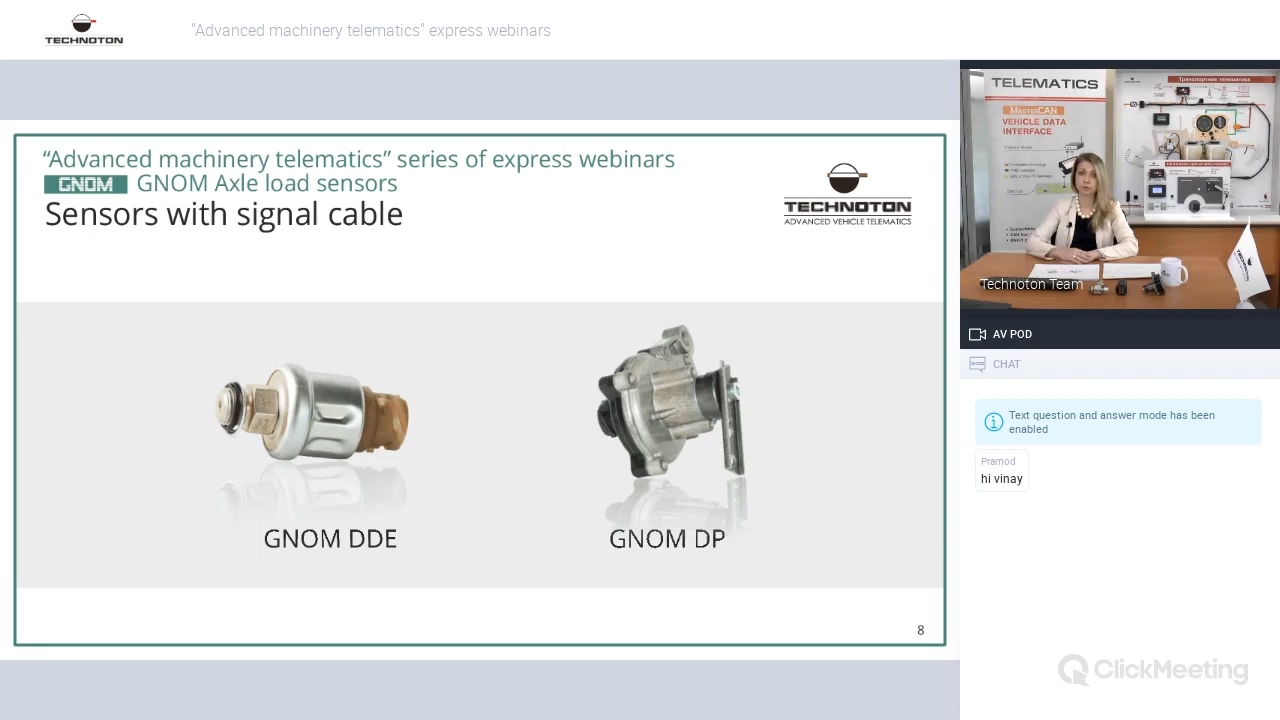 TECHNOTON
"Advanced machinery telematics" express webinars
“Advanced machinery telematics” series of express webinars
GNOM GNOM Axle load sensors
Sensors with signal cable
TECHNOTON
ADVANCED VEHICLE TELEMATICS
GNOM DDE
GNOM DP
8
TELEMATICS
MasterCAN
VEHICLE DATA
INTERFACE
Транспортная телематика
Technoton Team
AV POD
CHAT
Text question and answer mode has been
enabled
Pramod
hi vinay
ClickMeeting